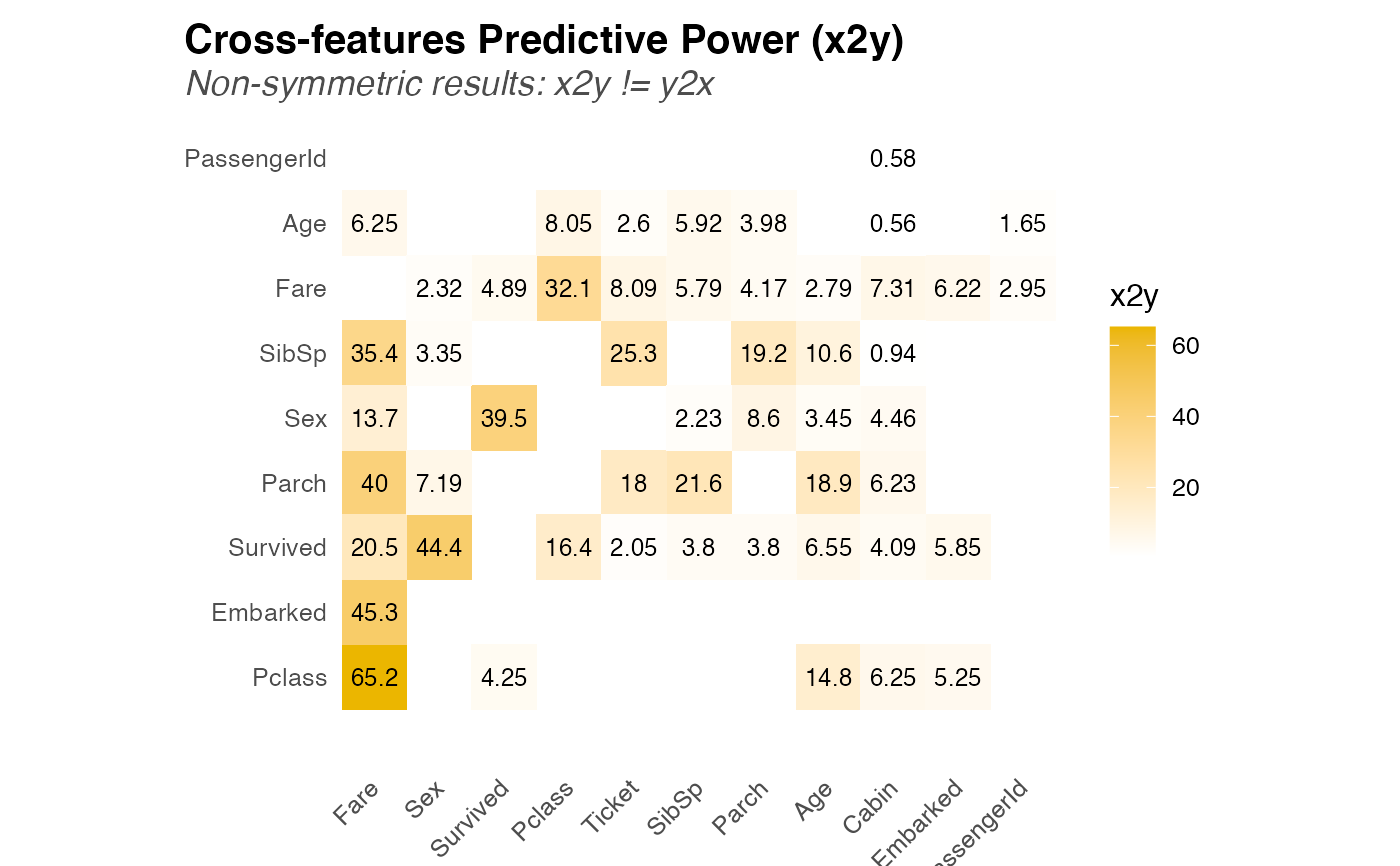 Cross-features Predictive Power (x2y)
Non-symmetric results: x2y != y2x
PassengerId 0.58
Age 6.25 8.05 2.6 5.92 3.98 0.56 1.65
Fare 2.32 4.89 32.1 8.09 5.79 4.17 2.79 7.31 6.22 2.95
SibSp 35.4 3.35 25.3 19.2 10.6 0.94
Sex 13.7 39.5 2.23 8.6 3.45 4.46
Parch 40 7.19 18 21.6 18.9 6.23
Survived 20.5 44.4 16.4 2.05 3.8 3.8 6.55 4.09 5.85
Embarked 45.3
Pclass 65.2 4.25 14.8 6.25 5.25
Fare
Sex
Survived
Pclass
Ticket
SibSp
Parch
Age
Cabin
Embarked
assengerId
x2y
60
40
20